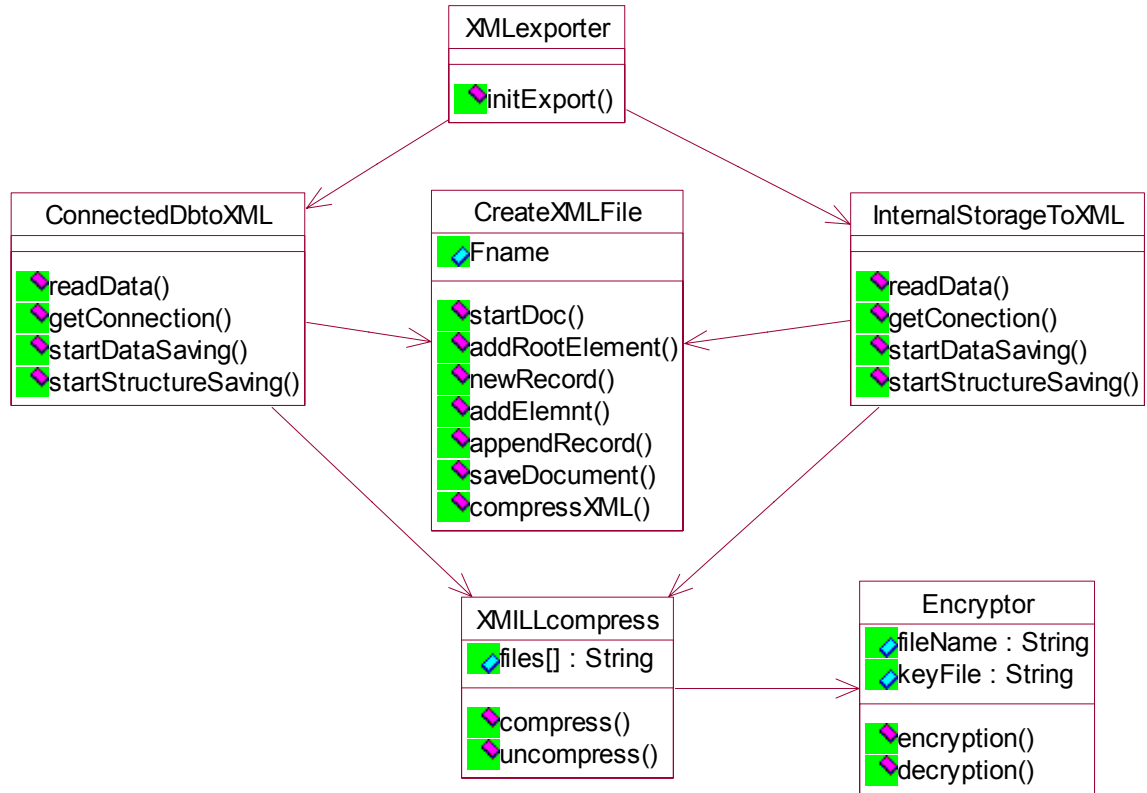 XMLexporter
initExport()
ConnectedDbtoXML
readData()
getConnection()
startDataSaving()
startStructureSaving()
CreateXMLFile
Fname
startDoc()
addRootElement()
newRecord()
addElemnt()
appendRecord()
saveDocument()
compressXML()
InternalStorageToXML
readData()
getConection()
startDataSaving()
startStructureSaving()
XMILLcompress
files[] : String
compress()
uncompress()
Encryptor
fileName : String
keyFile : String
encryption()
decryption()